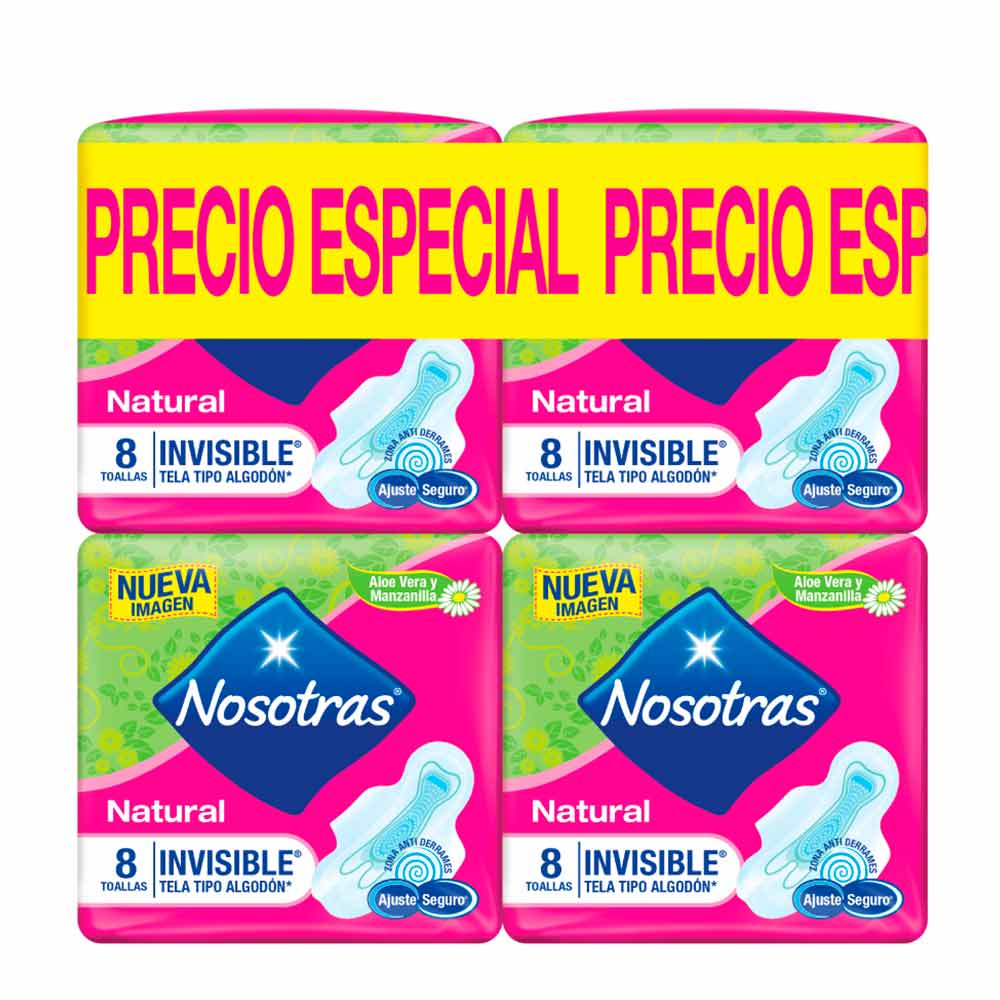 PRECIO ESPECIAL PRECIO ESP
Natural
8 TOALLAS
INVISIBLE®
TELA TIPO ALGODÓN*
ZONA ANTI DERRAMES
Ajuste Seguro®
Natural
8 TOALLAS
INVISIBLE®
TELA TIPO ALGODÓN*
ZONA ANTI DERRAMES
Ajuste Seguro®
NUEVA
IMAGEN
Aloe Vera y
Manzanilla
Nosotras®
Natural
8 TOALLAS
INVISIBLE®
TELA TIPO ALGODÓN*
ZONA ANTI DERRAMES
Ajuste Seguro®
NUEVA
IMAGEN
Aloe Vera y
Manzanilla
Nosotras®
Natural
8 TOALLAS
INVISIBLE®
TELA TIPO ALGODÓN*
ZONA ANTI DERRAMES
Ajuste Seguro®